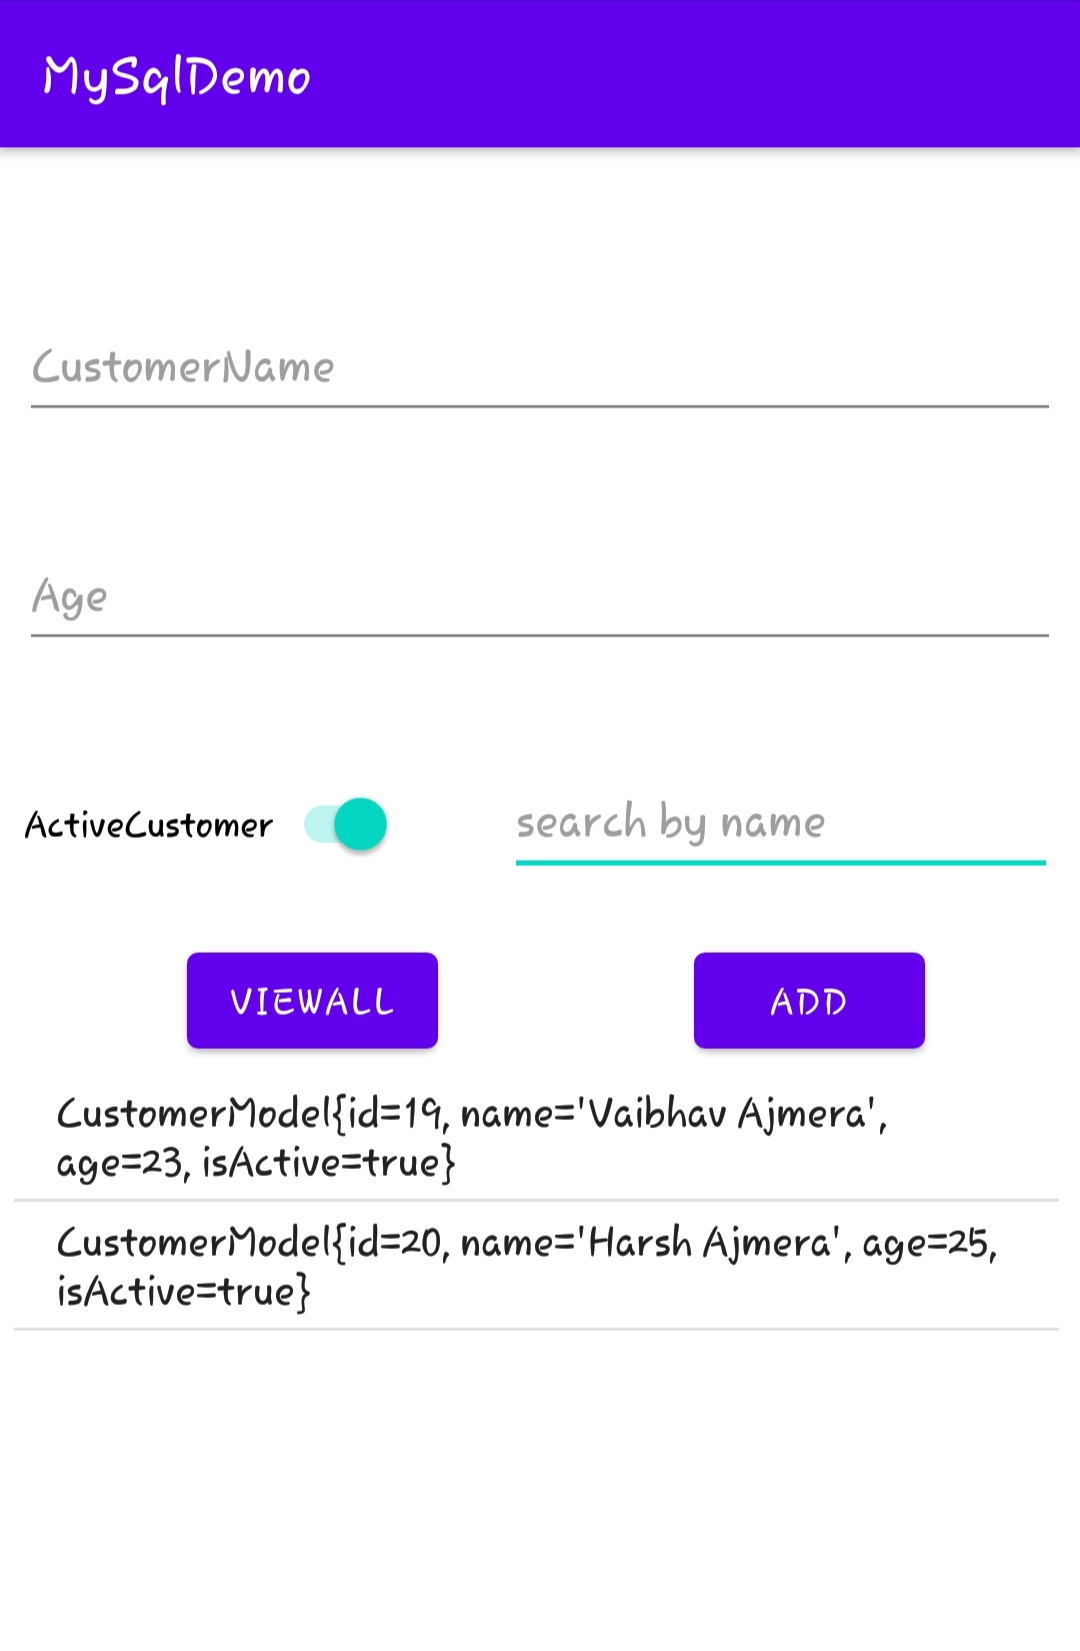 MySqlDemo
CustomerName
Age
ActiveCustomer
search by name
VIEWALL
ADD
CustomerModel{id=19, name='Vaibhav Ajmera',
age=23, isActive=true}
CustomerModel{id=20, name='Harsh Ajmera', age=25,
isActive=true}